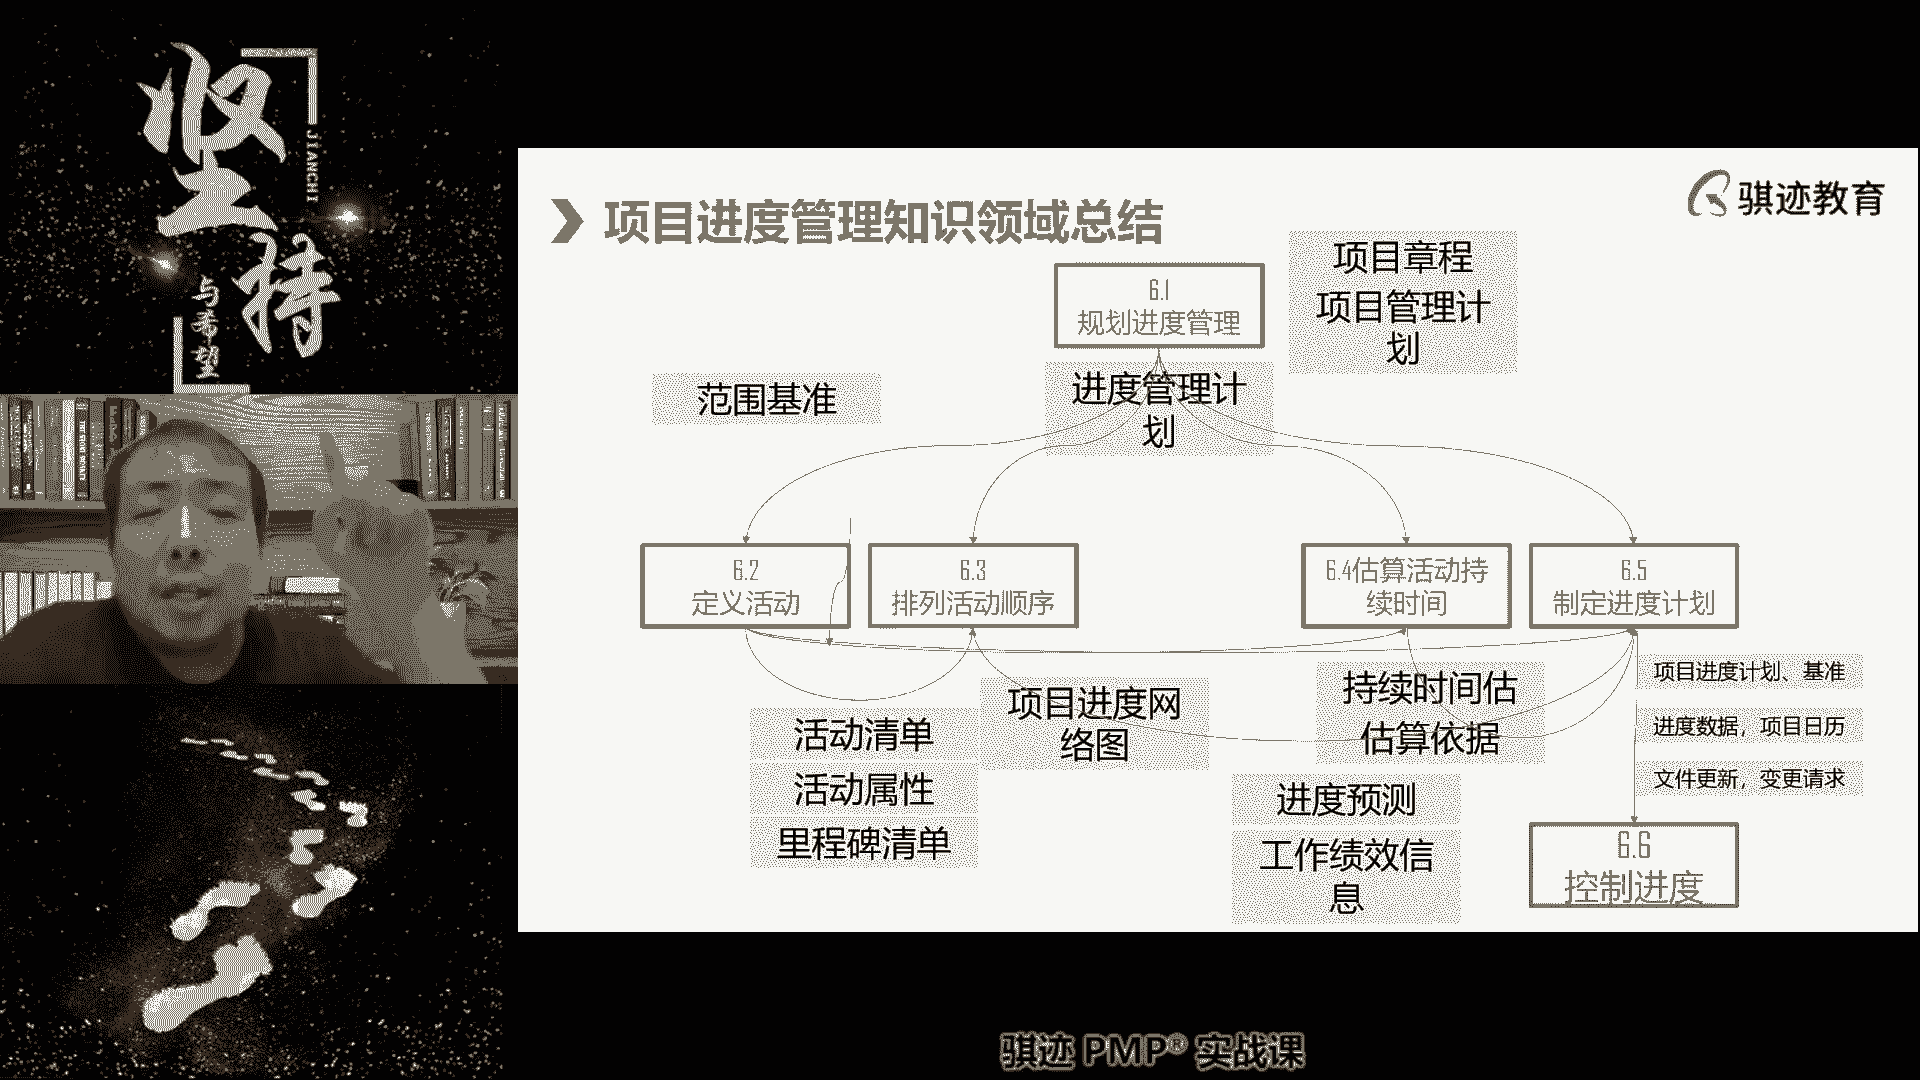 坚持
JIANCHI
与希望
骐迹教育
项目进度管理知识领域总结
项目章程
项目管理计
划
6.1
规划进度管理
范围基准
进度管理计
划
6.2
定义活动
6.3
排列活动顺序
6.4估算活动持
续时间
6.5
制定进度计划
活动清单
活动属性
里程碑清单
项目进度网
络图
持续时间估
估算依据
项目进度计划、基准
进度数据，项目日历
文件更新，变更请求
进度预测
工作绩效信
息
6.6
控制进度
骐迹 PMP® 实战课